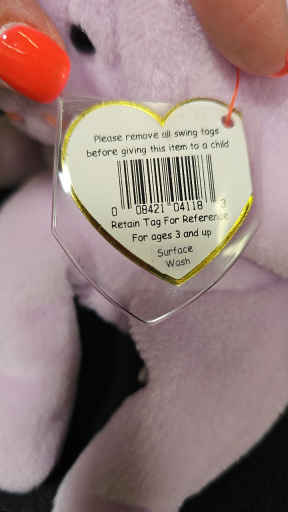 Please remove all swing tags
before giving this item to a child
0 08421 04118 3
Retain Tag For Reference
For ages 3 and up
Surface
Wash